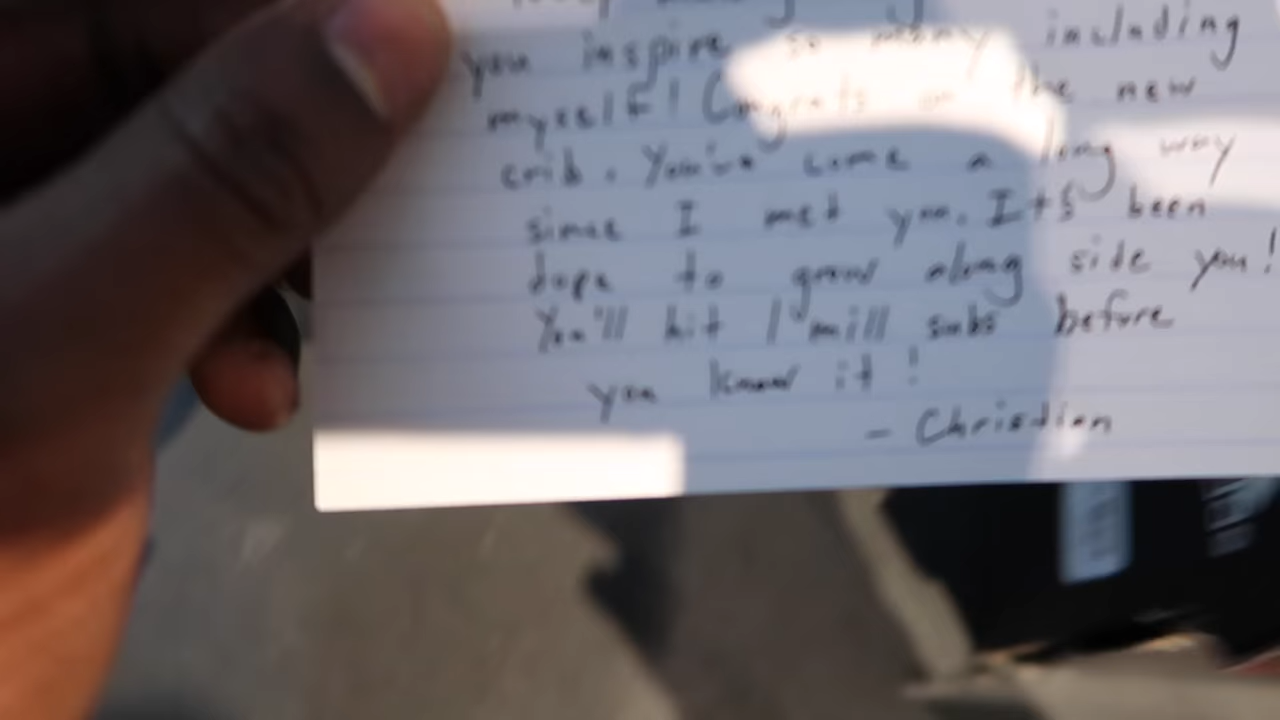 you inspire so many including
myself! Congrats on the new
crib. You've come a long way
since I met you. It's been
dope to grow along side you!
You'll hit 1 mill subs before
you know it!
- Christian